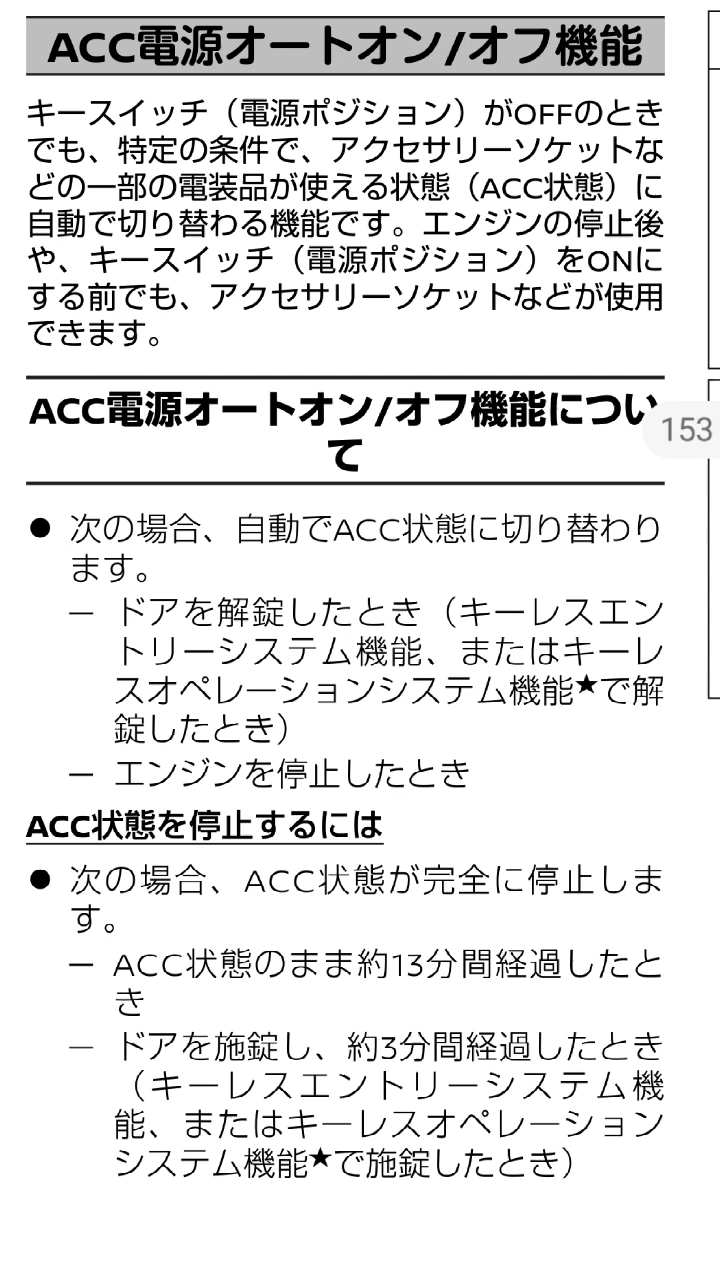 ACC電源オートオン/オフ機能
キースイッチ（電源ポジション）がOFFのとき
でも、特定の条件で、アクセサリーソケットな
どの一部の電装品が使える状態（ACC状態）に
自動で切り替わる機能です。エンジンの停止後
や、キースイッチ（電源ポジション）をONに
する前でも、アクセサリーソケットなどが使用
できます。
ACC電源オートオン/オフ機能につい
て
153
● 次の場合、自動でACC状態に切り替わり
ます。
－ ドアを解錠したとき（キーレスエン
トリーシステム機能、またはキーレ
スオペレーションシステム機能★で解
錠したとき）
－ エンジンを停止したとき
ACC状態を停止するには
● 次の場合、ACC状態が完全に停止しま
す。
－ ACC状態のまま約13分間経過したと
き
－ ドアを施錠し、約3分間経過したとき
（キーレスエントリーシステム機
能、またはキーレスオペレーション
システム機能★で施錠したとき）